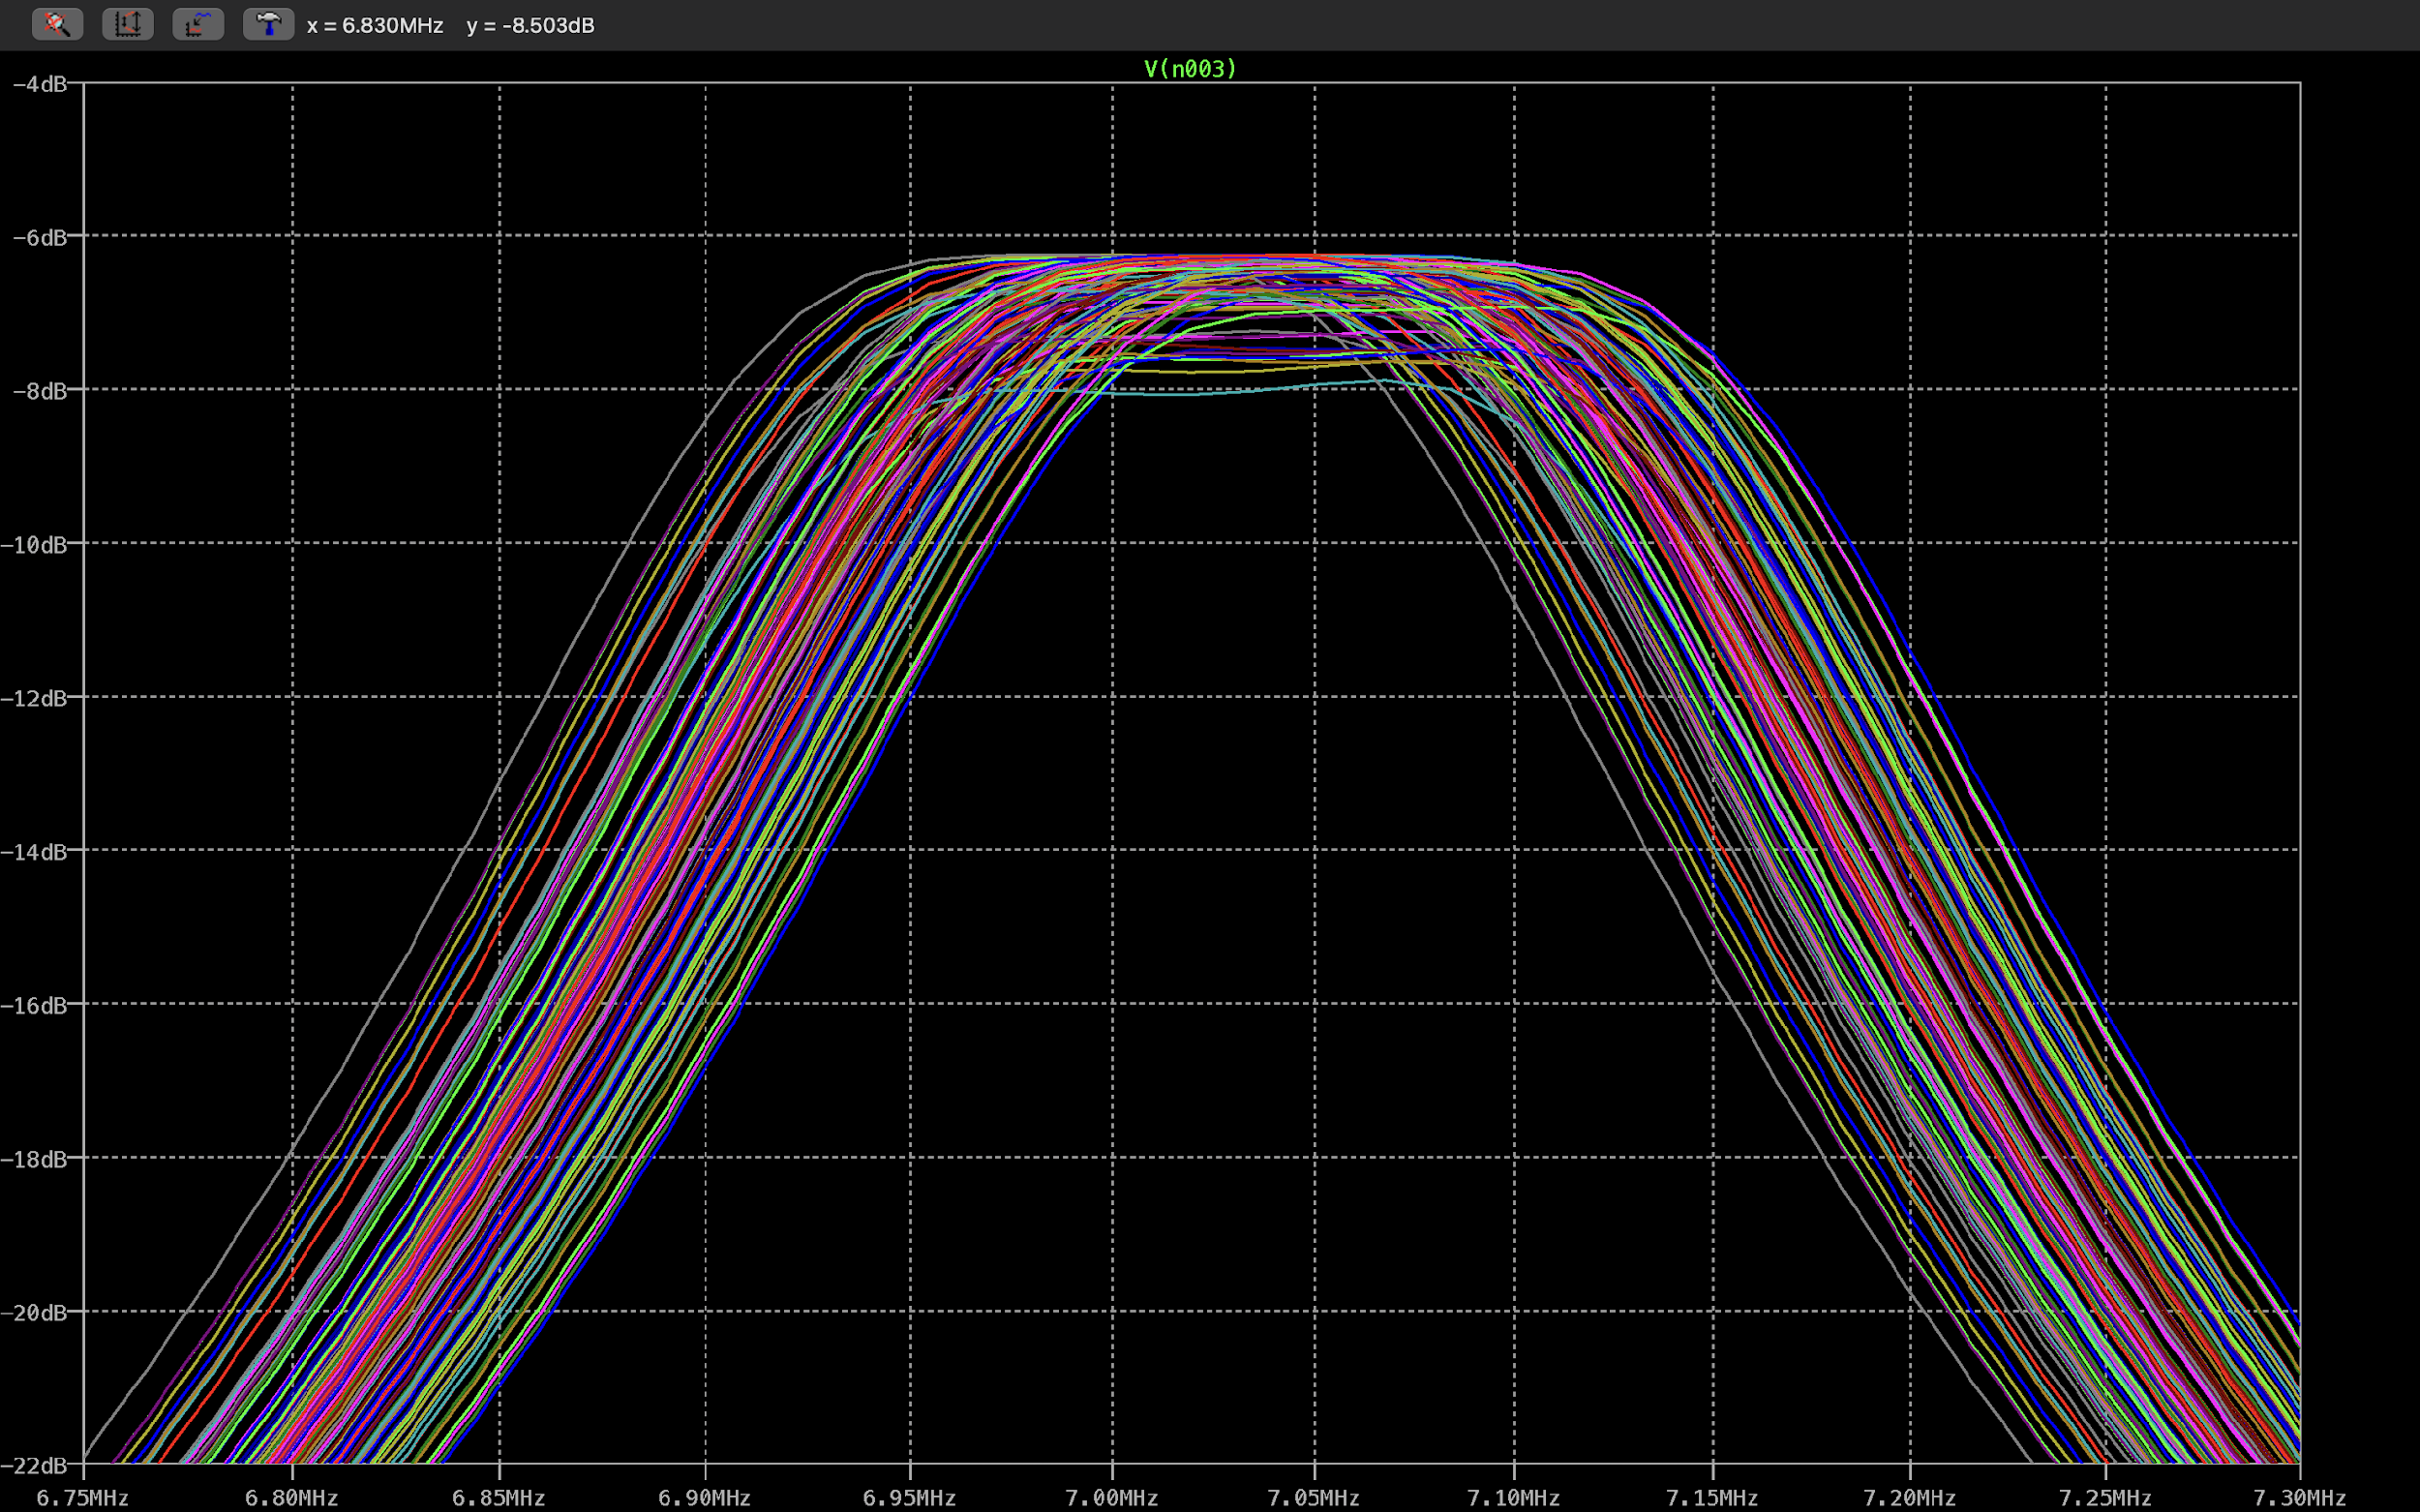 x = 6.830MHz y = -8.503dB
V(n003)
-4dB
-6dB
-8dB
-10dB
-12dB
-14dB
-16dB
-18dB
-20dB
-22dB
6.75MHz 6.80MHz 6.85MHz 6.90MHz 6.95MHz 7.00MHz 7.05MHz 7.10MHz 7.15MHz 7.20MHz 7.25MHz 7.30MHz